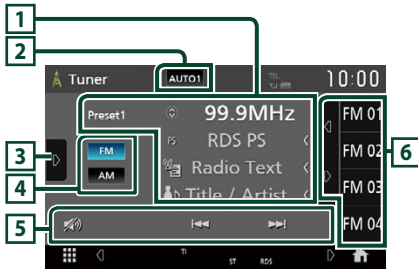 1
2
Tuner AUTO1 TEL 10:00
Preset1 99.9MHz FM 01
PS RDS PS
3 FM FM 02 6
Radio Text
4 AM
Title / Artist FM 03
5 FM 04
TI ST RDS